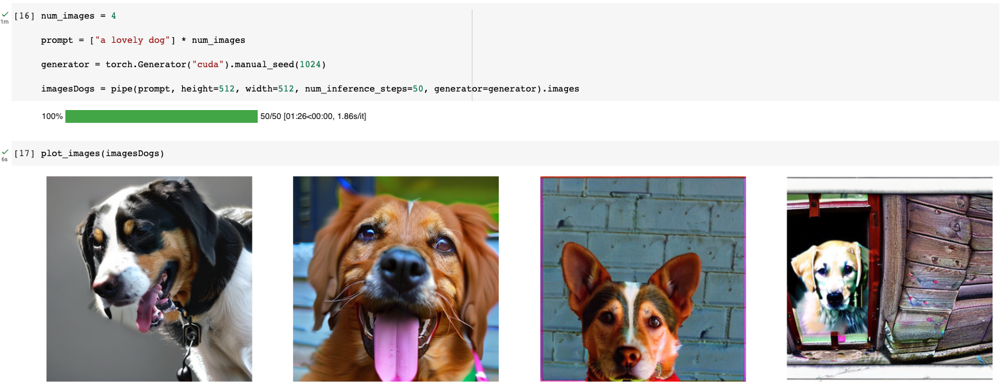 1m
[16] num_images = 4
prompt = ["a lovely dog"] * num_images
generator = torch.Generator("cuda").manual_seed(1024)
imagesDogs = pipe(prompt, height=512, width=512, num_inference_steps=50, generator=generator).images
100% 50/50 [01:26<00:00, 1.86s/it]
6s
[17] plot_images(imagesDogs)